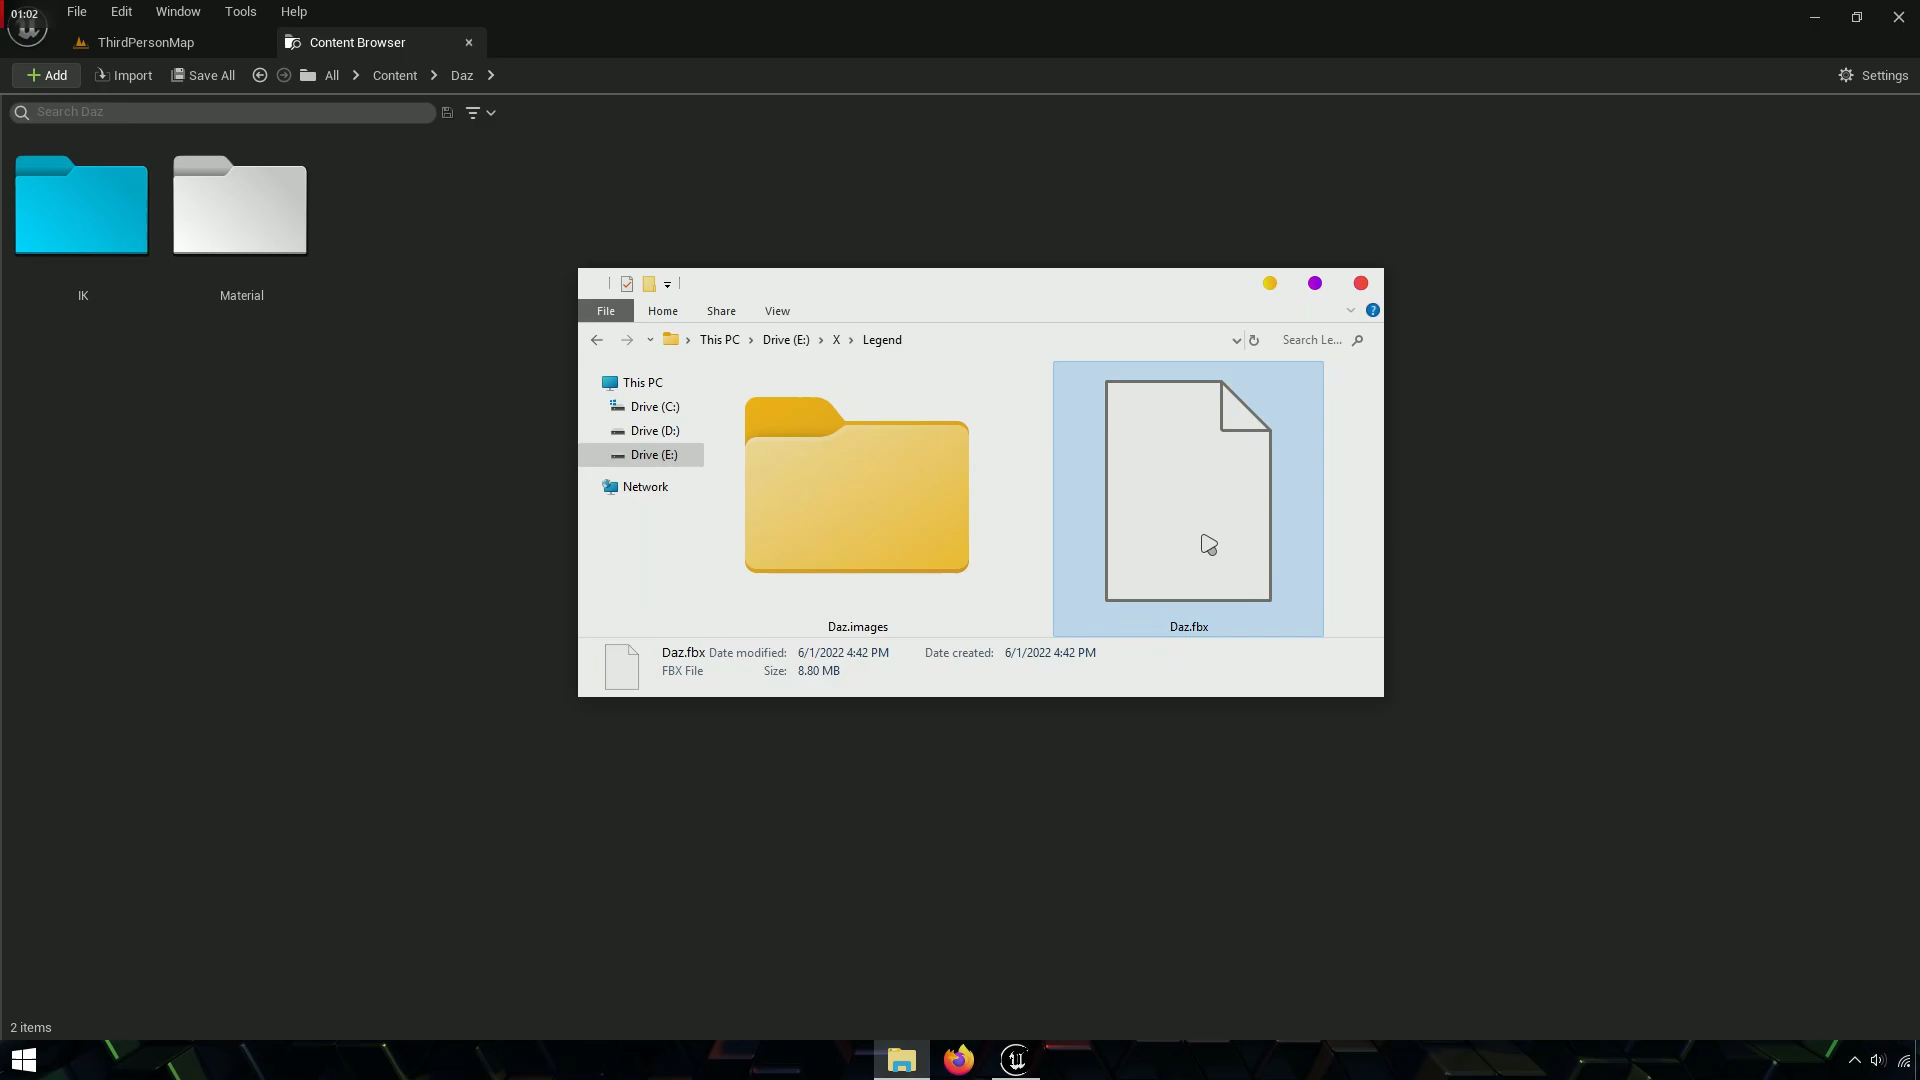 01:02
File Edit Window Tools Help
ThirdPersonMap Content Browser
Add Import Save All All Content Daz Settings
Search Daz
IK Material
File Home Share View
This PC Drive (E:) X Legend Search Le...
This PC
Drive (C:)
Drive (D:)
Drive (E:)
Network
Daz.images Daz.fbx
Daz.fbx Date modified: 6/1/2022 4:42 PM Date created: 6/1/2022 4:42 PM
FBX File Size: 8.80 MB
2 items